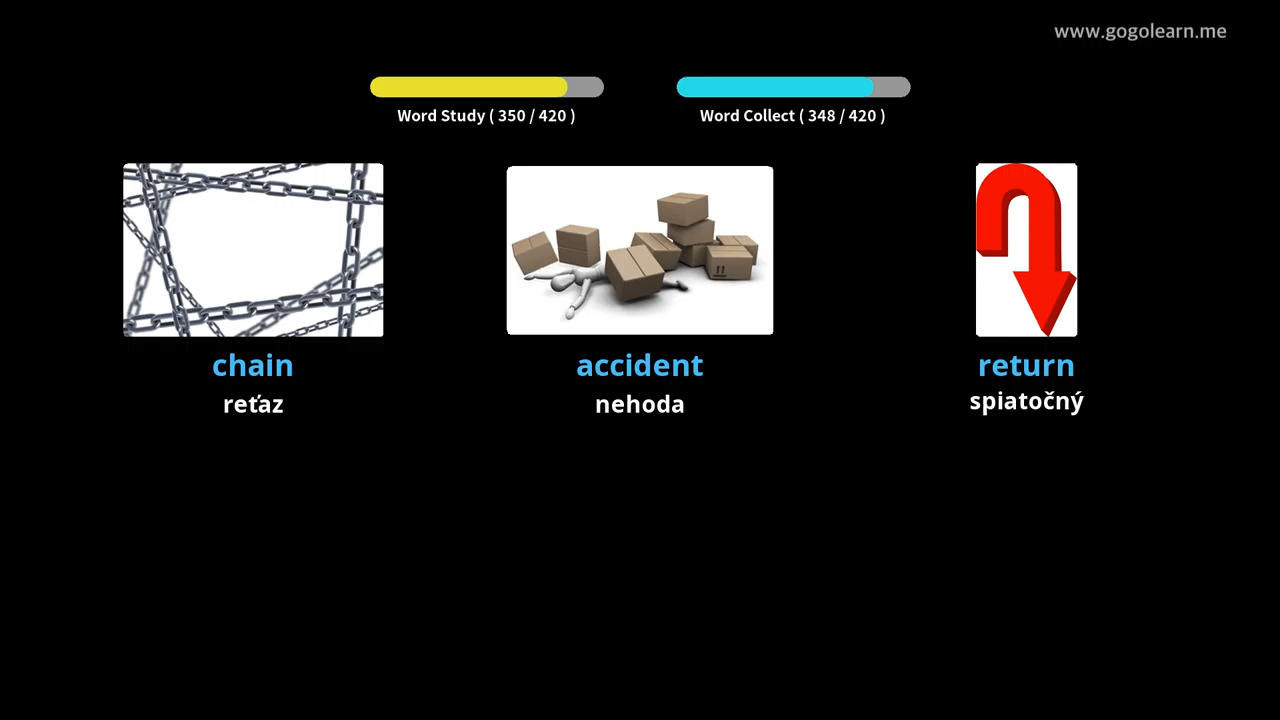 www.gogolearn.me
Word Study ( 350 / 420 )
Word Collect ( 348 / 420 )
chain
accident
return
reťaz
nehoda
spiatočný